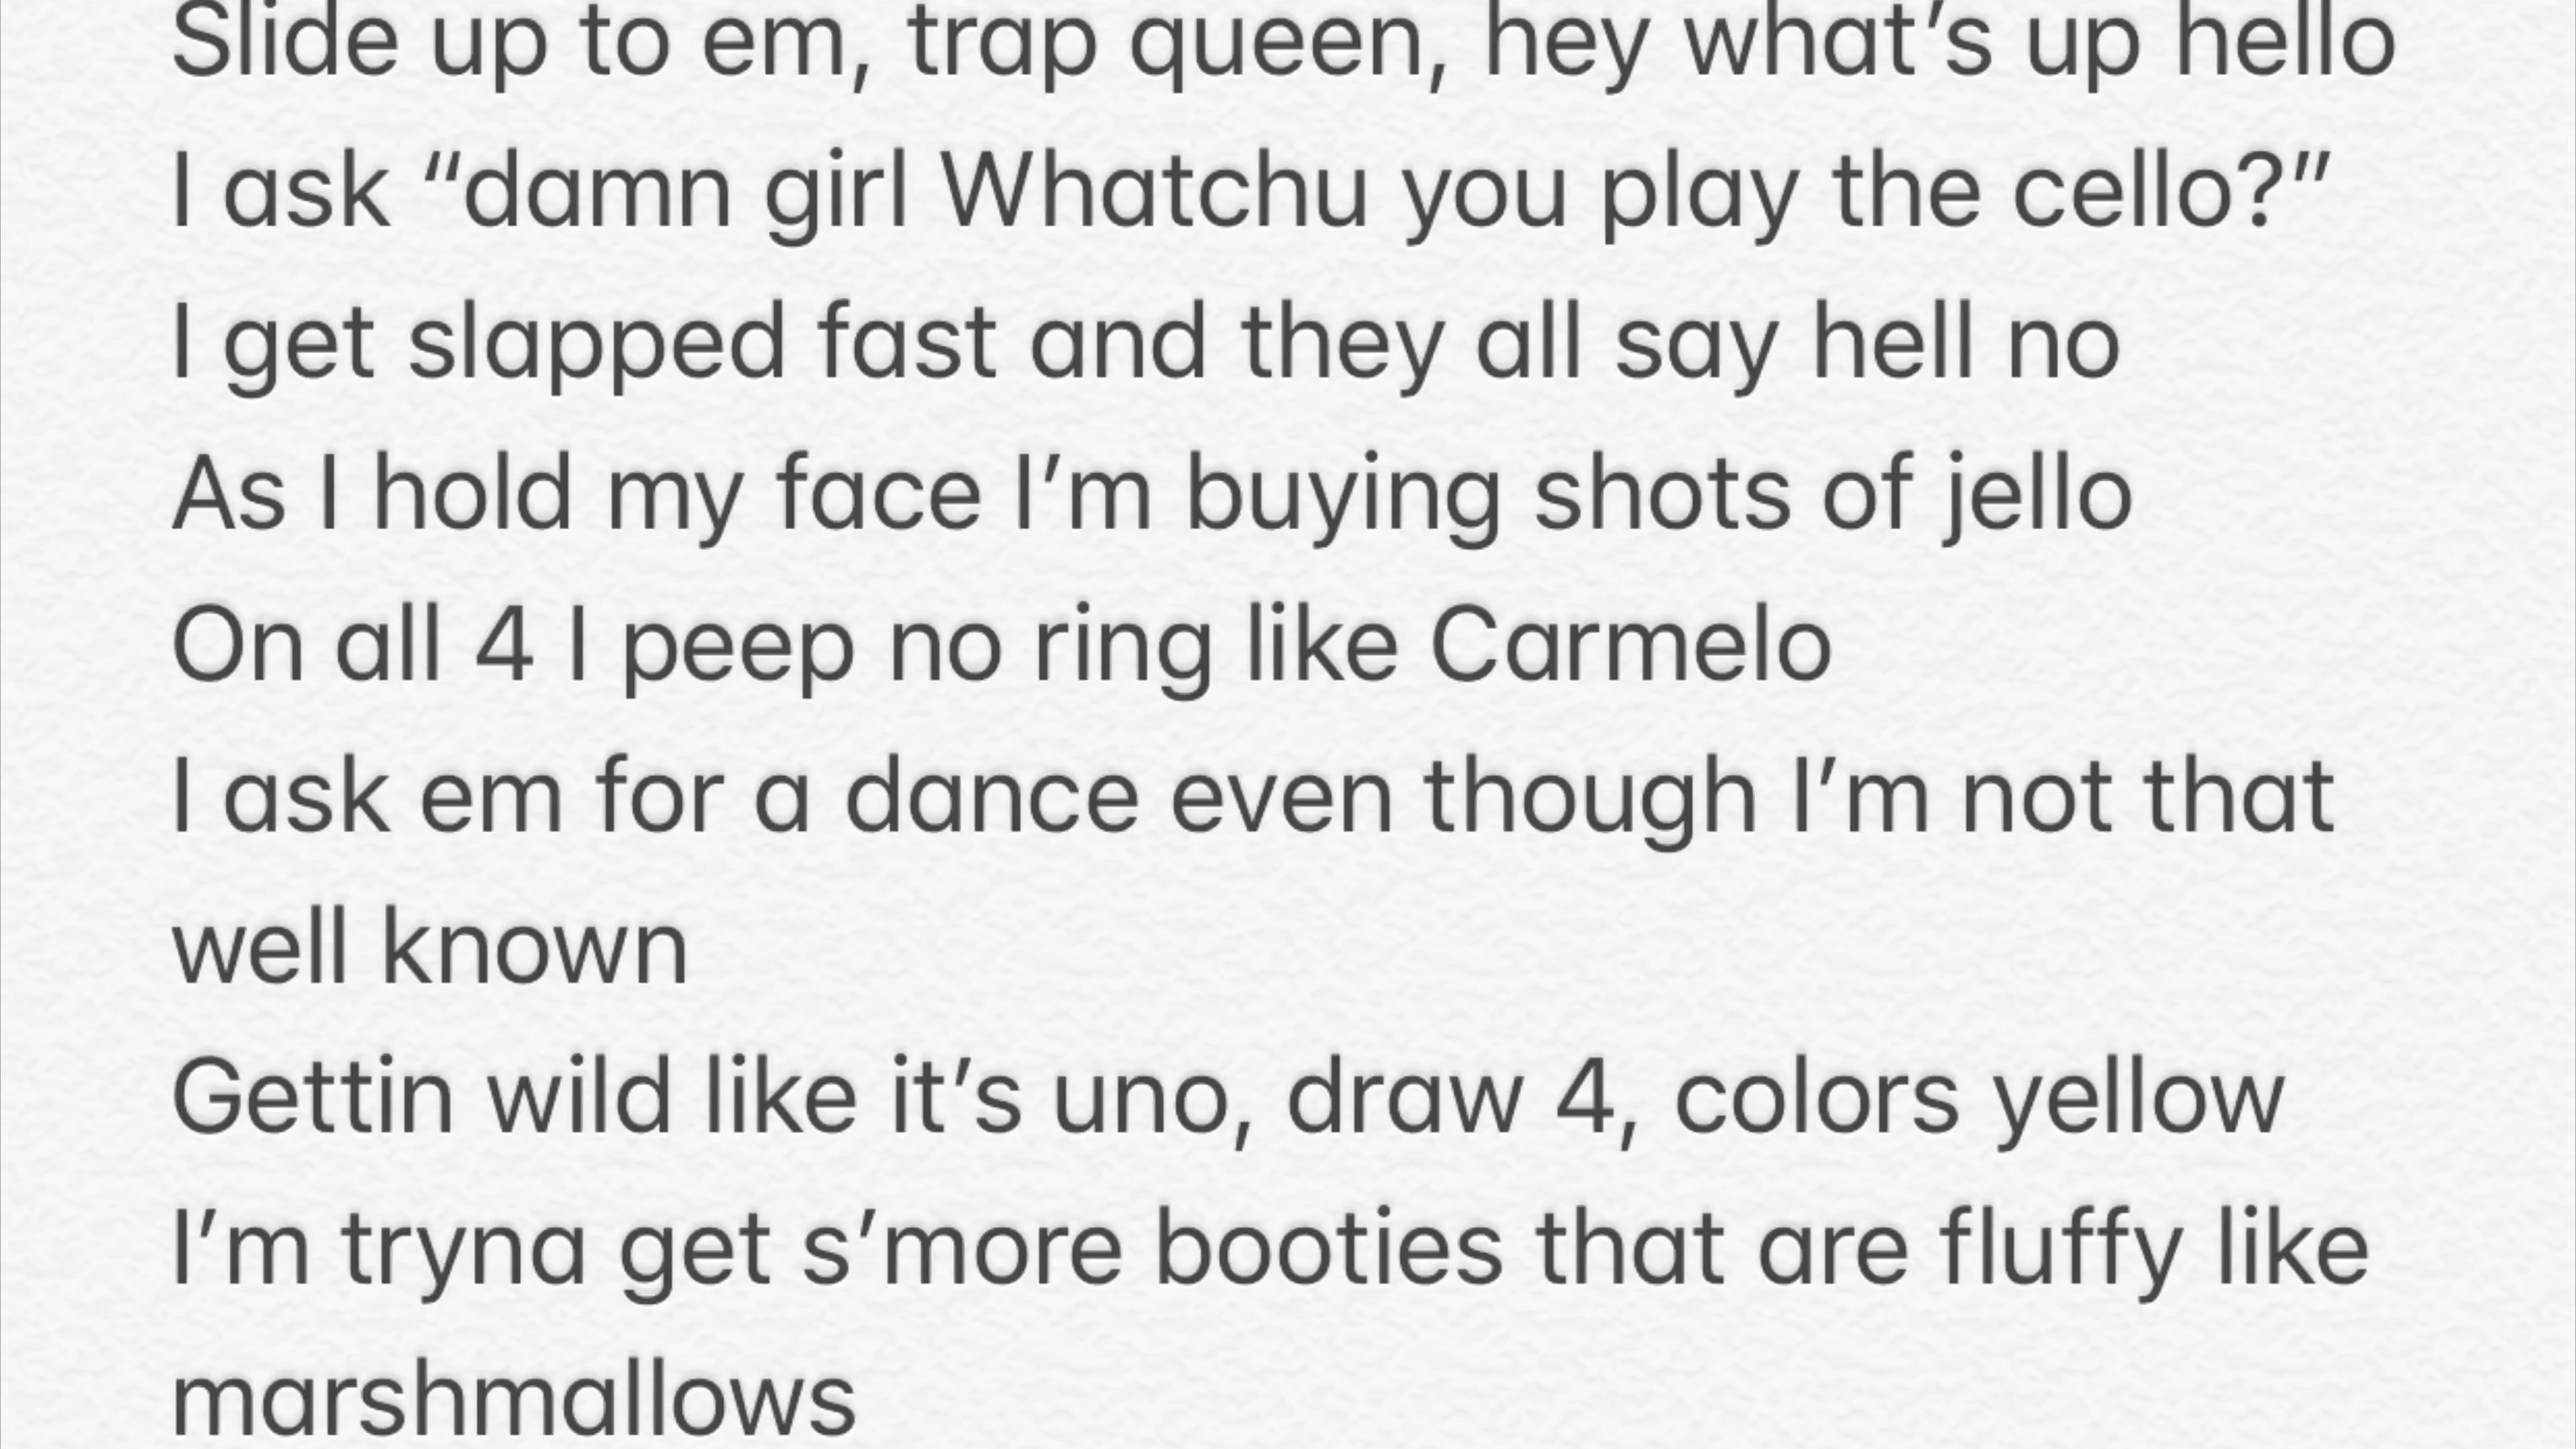 Slide up to em, trap queen, hey what’s up hello
I ask “damn girl Whatchu you play the cello?”
I get slapped fast and they all say hell no
As I hold my face I’m buying shots of jello
On all 4 I peep no ring like Carmelo
I ask em for a dance even though I’m not that
well known
Gettin wild like it’s uno, draw 4, colors yellow
I’m tryna get s’more booties that are fluffy like
marshmallows